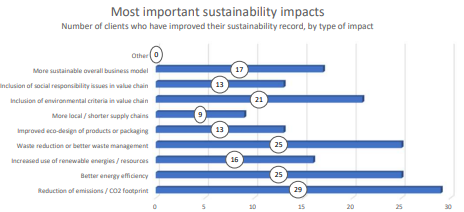 Most important sustainability impacts
Number of clients who have improved their sustainability record, by type of impact
Other 0
More sustainable overall business model 17
Inclusion of social responsibility issues in value chain 13
Inclusion of environmental criteria in value chain 21
More local / shorter supply chains 9
Improved eco-design of products or packaging 13
Waste reduction or better waste management 25
Increased use of renewable energies / resources 16
Better energy efficiency 25
Reduction of emissions / CO2 footprint 29
0 5 10 15 20 25 30